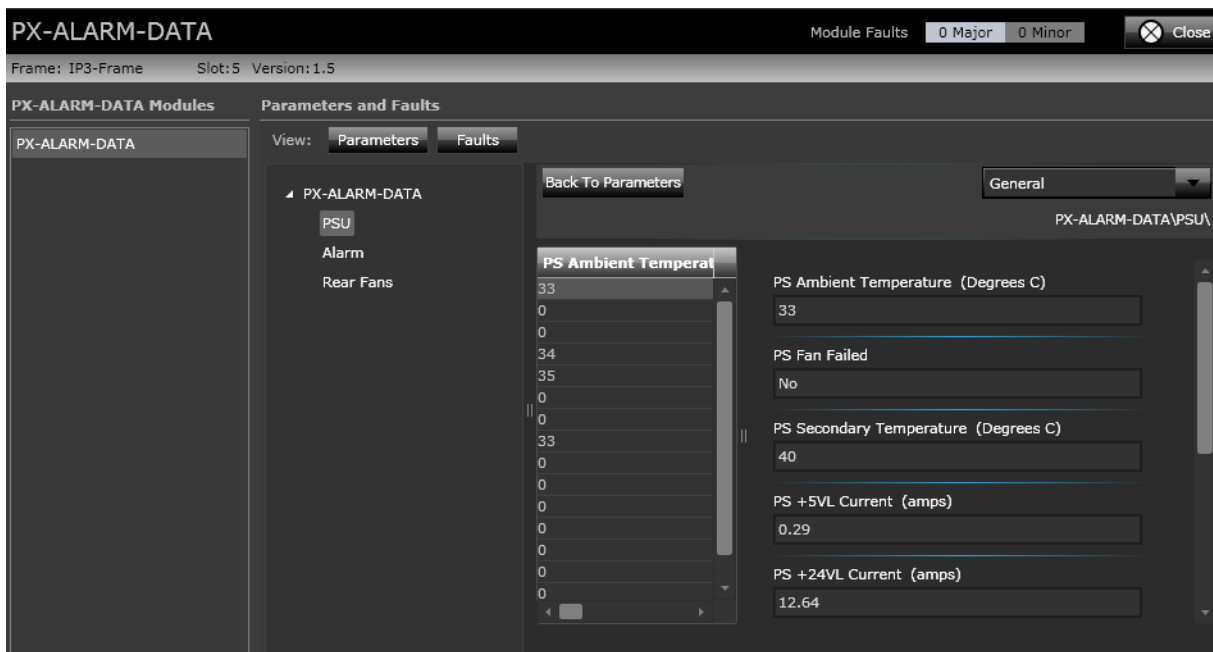 PX-ALARM-DATA
Module Faults 0 Major 0 Minor Close
Frame: IP3-Frame Slot:5 Version:1.5
PX-ALARM-DATA Modules
PX-ALARM-DATA
Parameters and Faults
View: Parameters Faults
PX-ALARM-DATA
PSU
Alarm
Rear Fans
Back To Parameters
General
PX-ALARM-DATA\PSU\
PS Ambient Temperat
33
0
0
34
35
0
0
33
0
0
0
0
0
0
0
PS Ambient Temperature (Degrees C)
33
PS Fan Failed
No
PS Secondary Temperature (Degrees C)
40
PS +5VL Current (amps)
0.29
PS +24VL Current (amps)
12.64